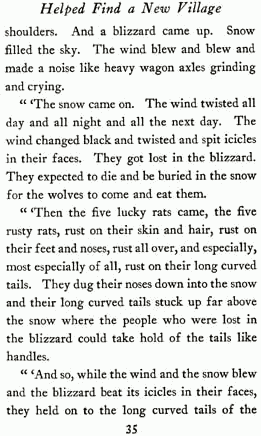 Helped Find a New Village
shoulders. And a blizzard came up. Snow
filled the sky. The wind blew and blew and
made a noise like heavy wagon axles grinding
and crying.
“ ‘The snow came on. The wind twisted all
day and all night and all the next day. The
wind changed black and twisted and spit icicles
in their faces. They got lost in the blizzard.
They expected to die and be buried in the snow
for the wolves to come and eat them.
“ ‘Then the five lucky rats came, the five
rusty rats, rust on their skin and hair, rust on
their feet and noses, rust all over, and especially,
most especially of all, rust on their long curved
tails. They dug their noses down into the snow
and their long curved tails stuck up far above
the snow where the people who were lost in
the blizzard could take hold of the tails like
handles.
“ ‘And so, while the wind and the snow blew
and the blizzard beat its icicles in their faces,
they held on to the long curved tails of the
35